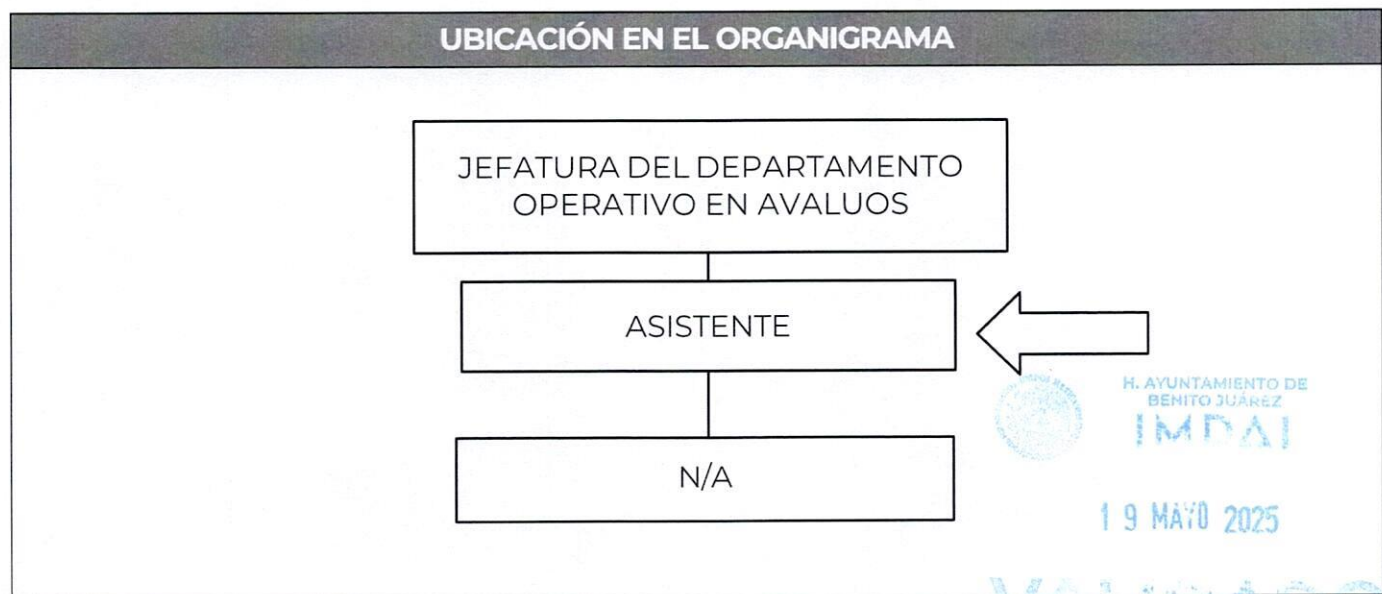 UBICACIÓN EN EL ORGANIGRAMA
JEFATURA DEL DEPARTAMENTO
OPERATIVO EN AVALUOS
ASISTENTE
H. AYUNTAMIENTO DE
BENITO JUÁREZ
IMDAI
N/A
19 MAYO 2025